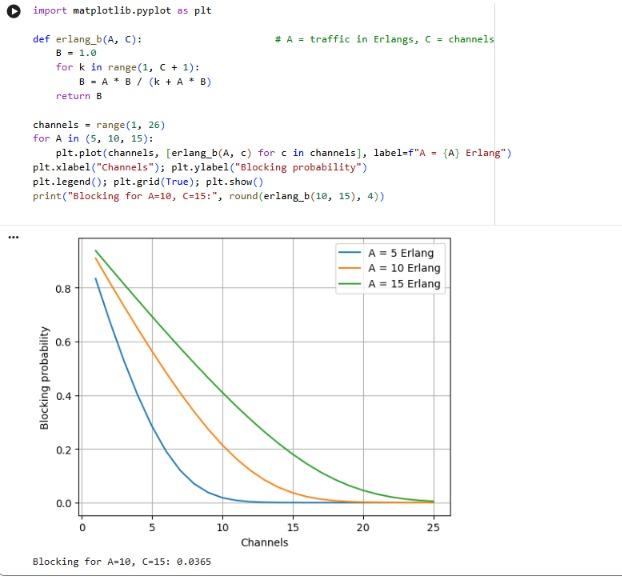 import matplotlib.pyplot as plt
def erlang_b(A, C):                       # A = traffic in Erlangs, C = channels
    B = 1.0
    for k in range(1, C + 1):
        B = A * B / (k + A * B)
    return B
channels = range(1, 26)
for A in (5, 10, 15):
    plt.plot(channels, [erlang_b(A, c) for c in channels], label=f"A = {A} Erlang")
plt.xlabel("Channels"); plt.ylabel("Blocking probability")
plt.legend(); plt.grid(True); plt.show()
print("Blocking for A=10, C=15:", round(erlang_b(10, 15), 4))
A = 5 Erlang
A = 10 Erlang
A = 15 Erlang
Blocking probability
0.8
0.6
0.4
0.2
0.0
0 5 10 15 20 25
Channels
Blocking for A=10, C=15: 0.0365